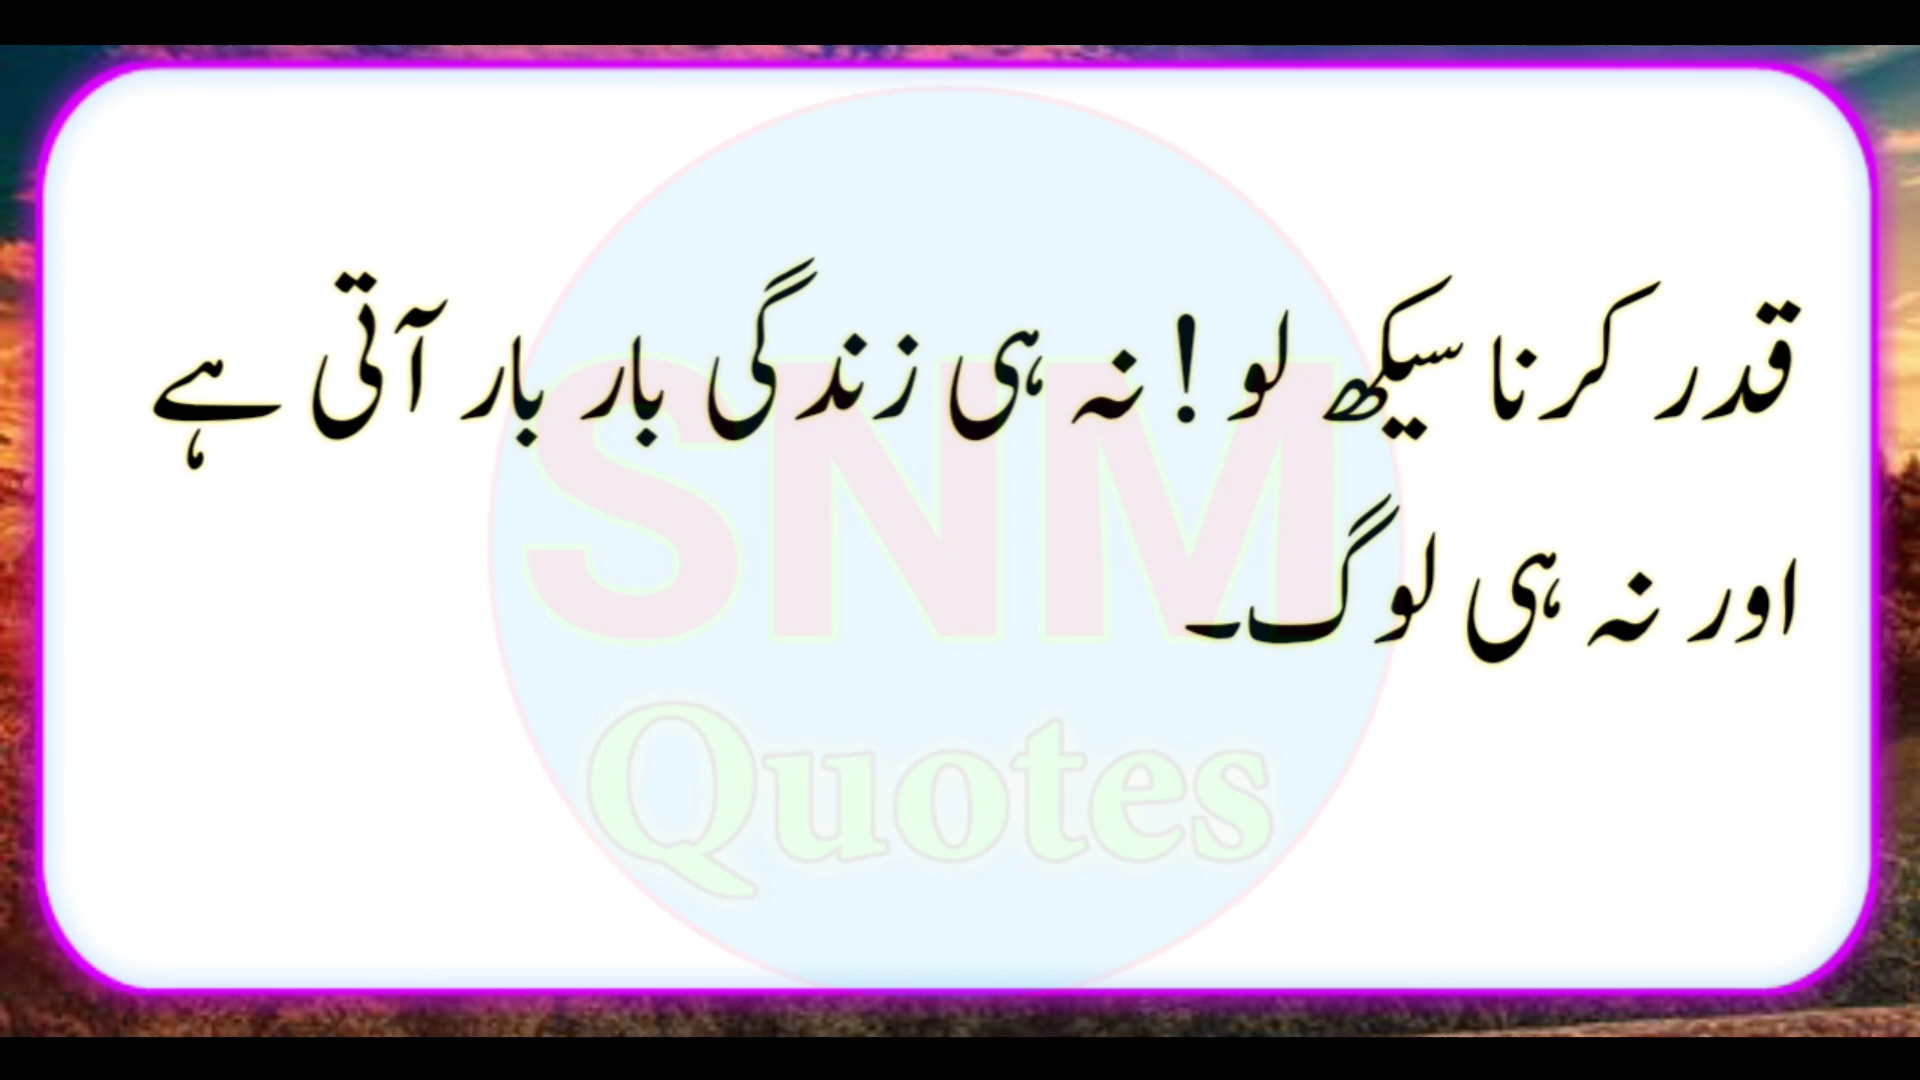 قدر کرنا سیکھ لو ! نہ ہی زندگی بار بار آتی ہے
اور نہ ہی لوگ۔
SNM
Quotes